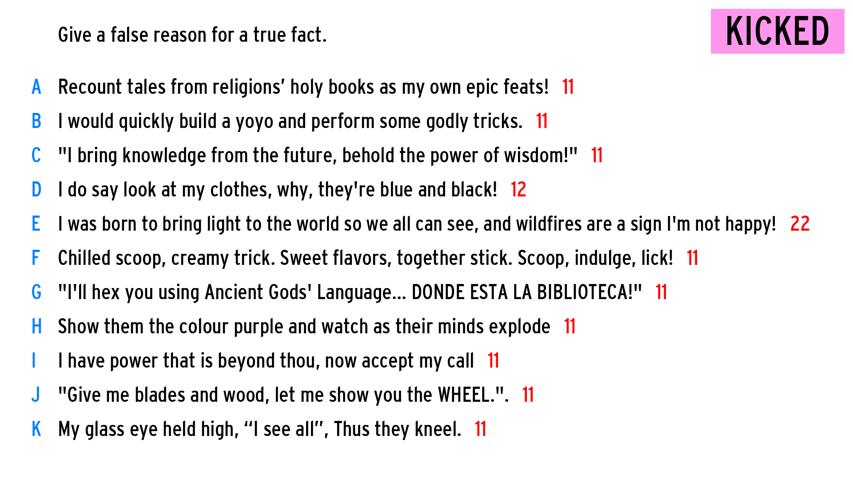 Give a false reason for a true fact.
KICKED
A Recount tales from religions’ holy books as my own epic feats! 11
B I would quickly build a yoyo and perform some godly tricks. 11
C "I bring knowledge from the future, behold the power of wisdom!" 11
D I do say look at my clothes, why, they're blue and black! 12
E I was born to bring light to the world so we all can see, and wildfires are a sign I'm not happy! 22
F Chilled scoop, creamy trick. Sweet flavors, together stick. Scoop, indulge, lick! 11
G "I'll hex you using Ancient Gods' Language... DONDE ESTA LA BIBLIOTECA!" 11
H Show them the colour purple and watch as their minds explode 11
I I have power that is beyond thou, now accept my call 11
J "Give me blades and wood, let me show you the WHEEL.". 11
K My glass eye held high, “I see all”, Thus they kneel. 11